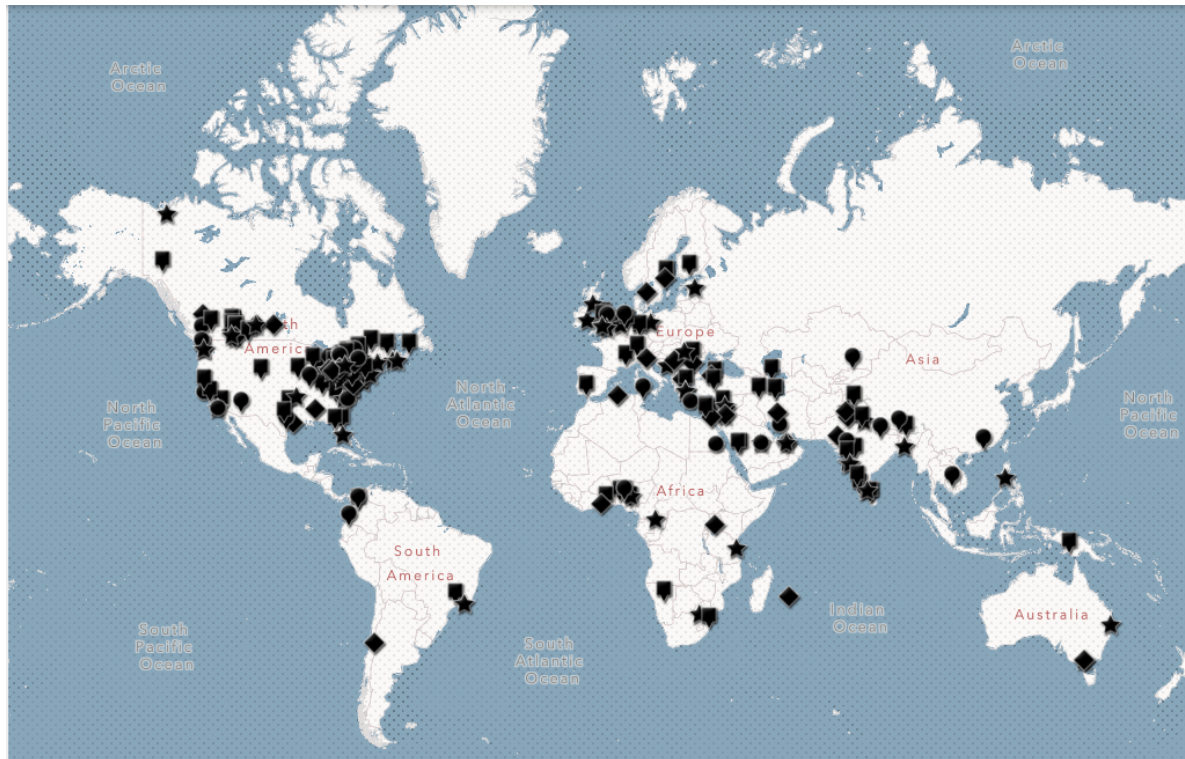 Arctic
Ocean
Arctic
Ocean
Europe
Asia
America
North
Pacific
Ocean
North
Atlantic
Ocean
North
Pacific
Ocean
Africa
South
America
South
Pacific
Ocean
South
Atlantic
Ocean
Indian
Ocean
Australia